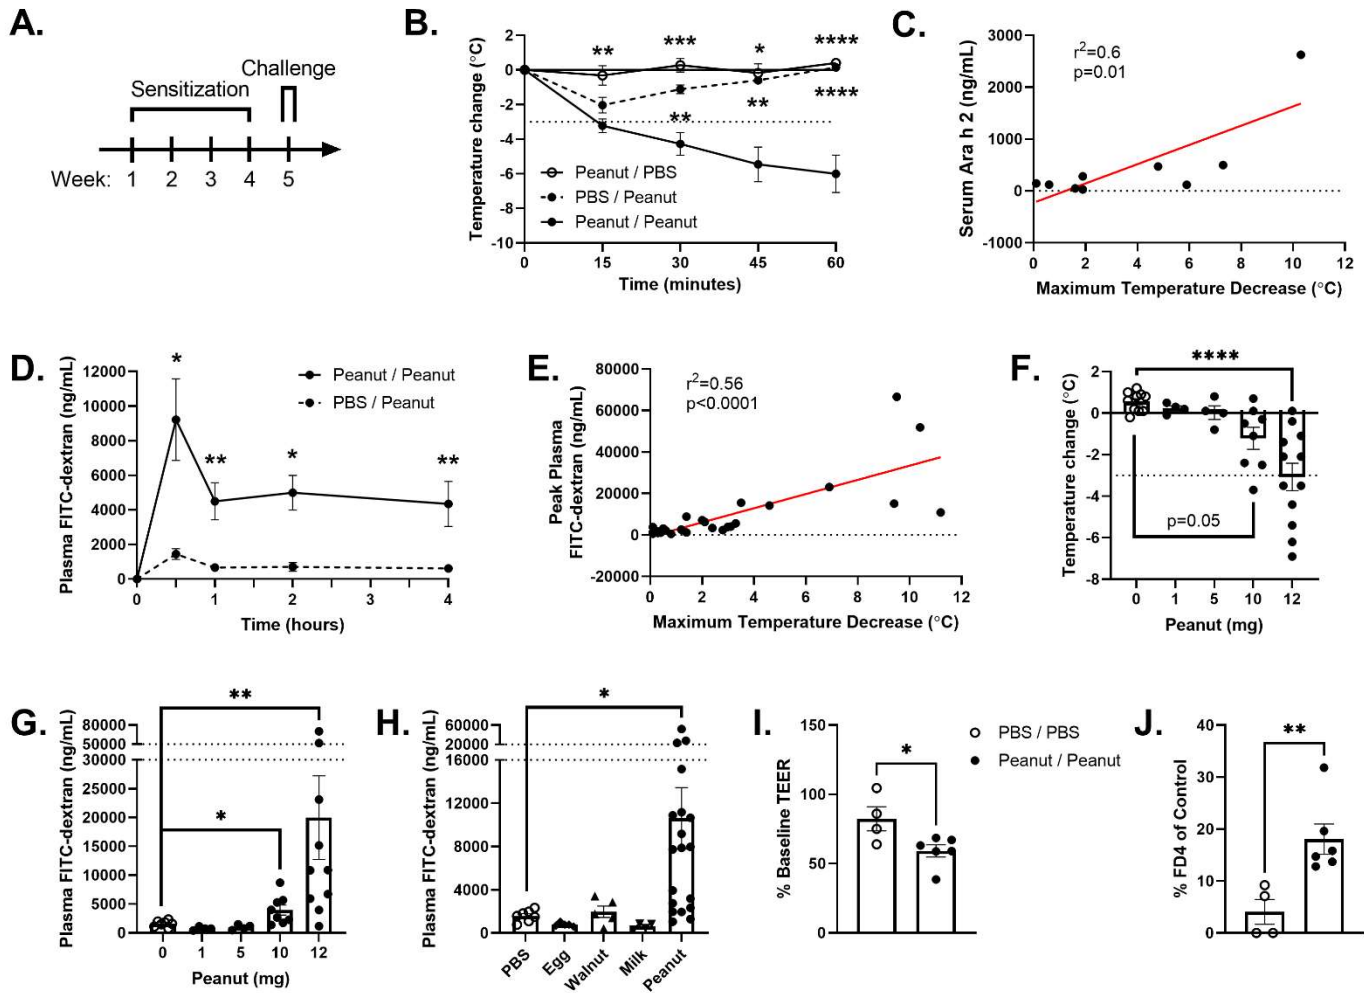 A.
Sensitization
Challenge
Week: 1 2 3 4 5
B.
Temperature change (°C)
2
0
-2
-4
-6
-8
-10
** *** * ****
** ** ****
Peanut / PBS
PBS / Peanut
Peanut / Peanut
0 15 30 45 60
Time (minutes)
C.
Serum Ara h 2 (ng/mL)
3000
2000
1000
0
-1000
r²=0.6
p=0.01
0 2 4 6 8 10 12
Maximum Temperature Decrease (°C)
D.
Plasma FITC-dextran (ng/mL)
12000
10000
8000
6000
4000
2000
0
* ** * **
Peanut / Peanut
PBS / Peanut
0 1 2 3 4
Time (hours)
E.
Peak Plasma
FITC-dextran (ng/mL)
80000
60000
40000
20000
0
-20000
r²=0.56
p<0.0001
0 2 4 6 8 10 12
Maximum Temperature Decrease (°C)
F.
Temperature change (°C)
2
0
-2
-4
-6
-8
****
p=0.05
0 1 5 10 12
Peanut (mg)
G.
Plasma FITC-dextran (ng/mL)
80000
50000
30000
25000
20000
15000
10000
5000
0
**
*
0 1 5 10 12
Peanut (mg)
H.
Plasma FITC-dextran (ng/mL)
60000
20000
16000
12000
8000
4000
0
*
PBS Egg Walnut Milk Peanut
I.
% Baseline TEER
150
100
50
0
*
PBS / PBS
Peanut / Peanut
J.
% FD4 of Control
40
30
20
10
0
**